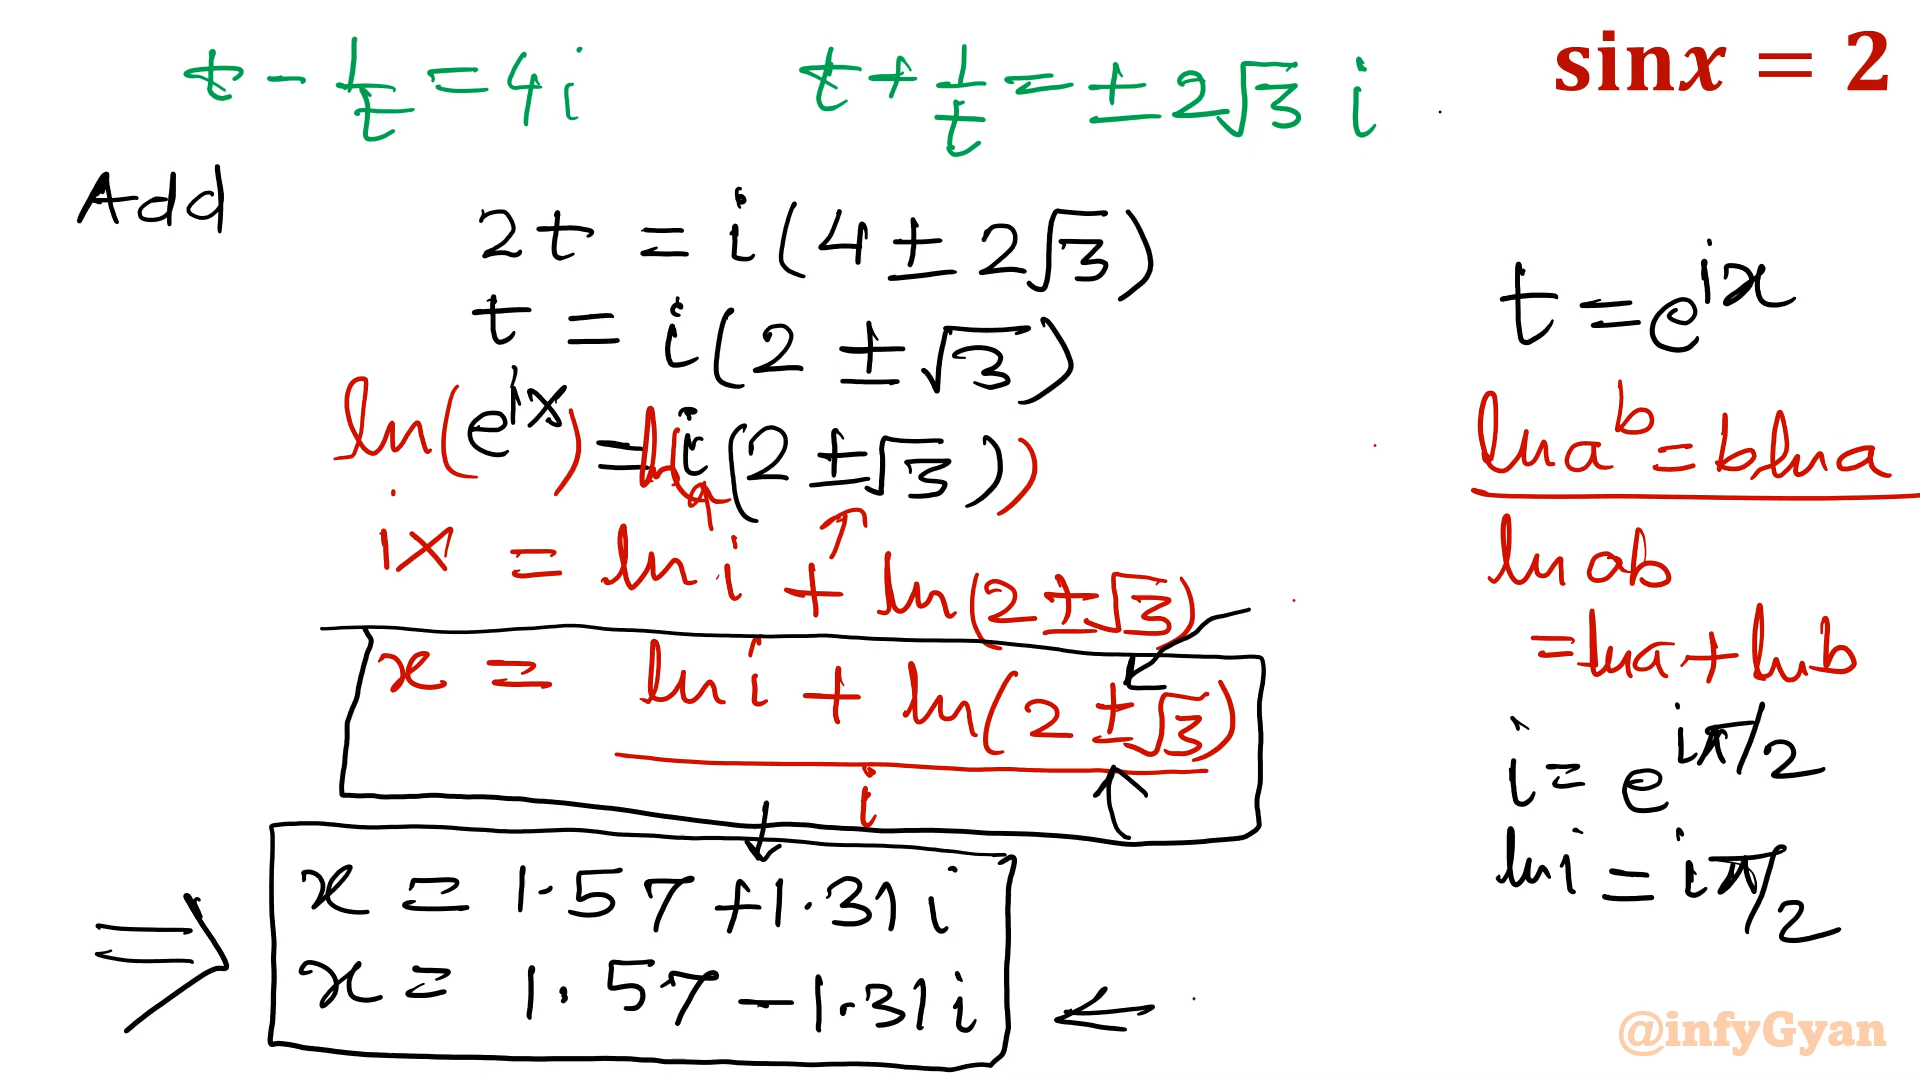 t - 1/t = 4i
t + 1/t = ± 2√3 i
sinx = 2
Add
2t = i(4 ± 2√3)
t = i(2 ± √3)
ln(e^ix) = ln(i(2 ± √3))
ix = ln i + ln(2 ± √3)
x = (ln i + ln(2 ± √3))/i
⇒ x = 1.57 + 1.31i
x = 1.57 - 1.31i ←
t = e^ix
ln a^b = b ln a
ln ab
= ln a + ln b
i = e^iπ/2
ln i = iπ/2
@infyGyan